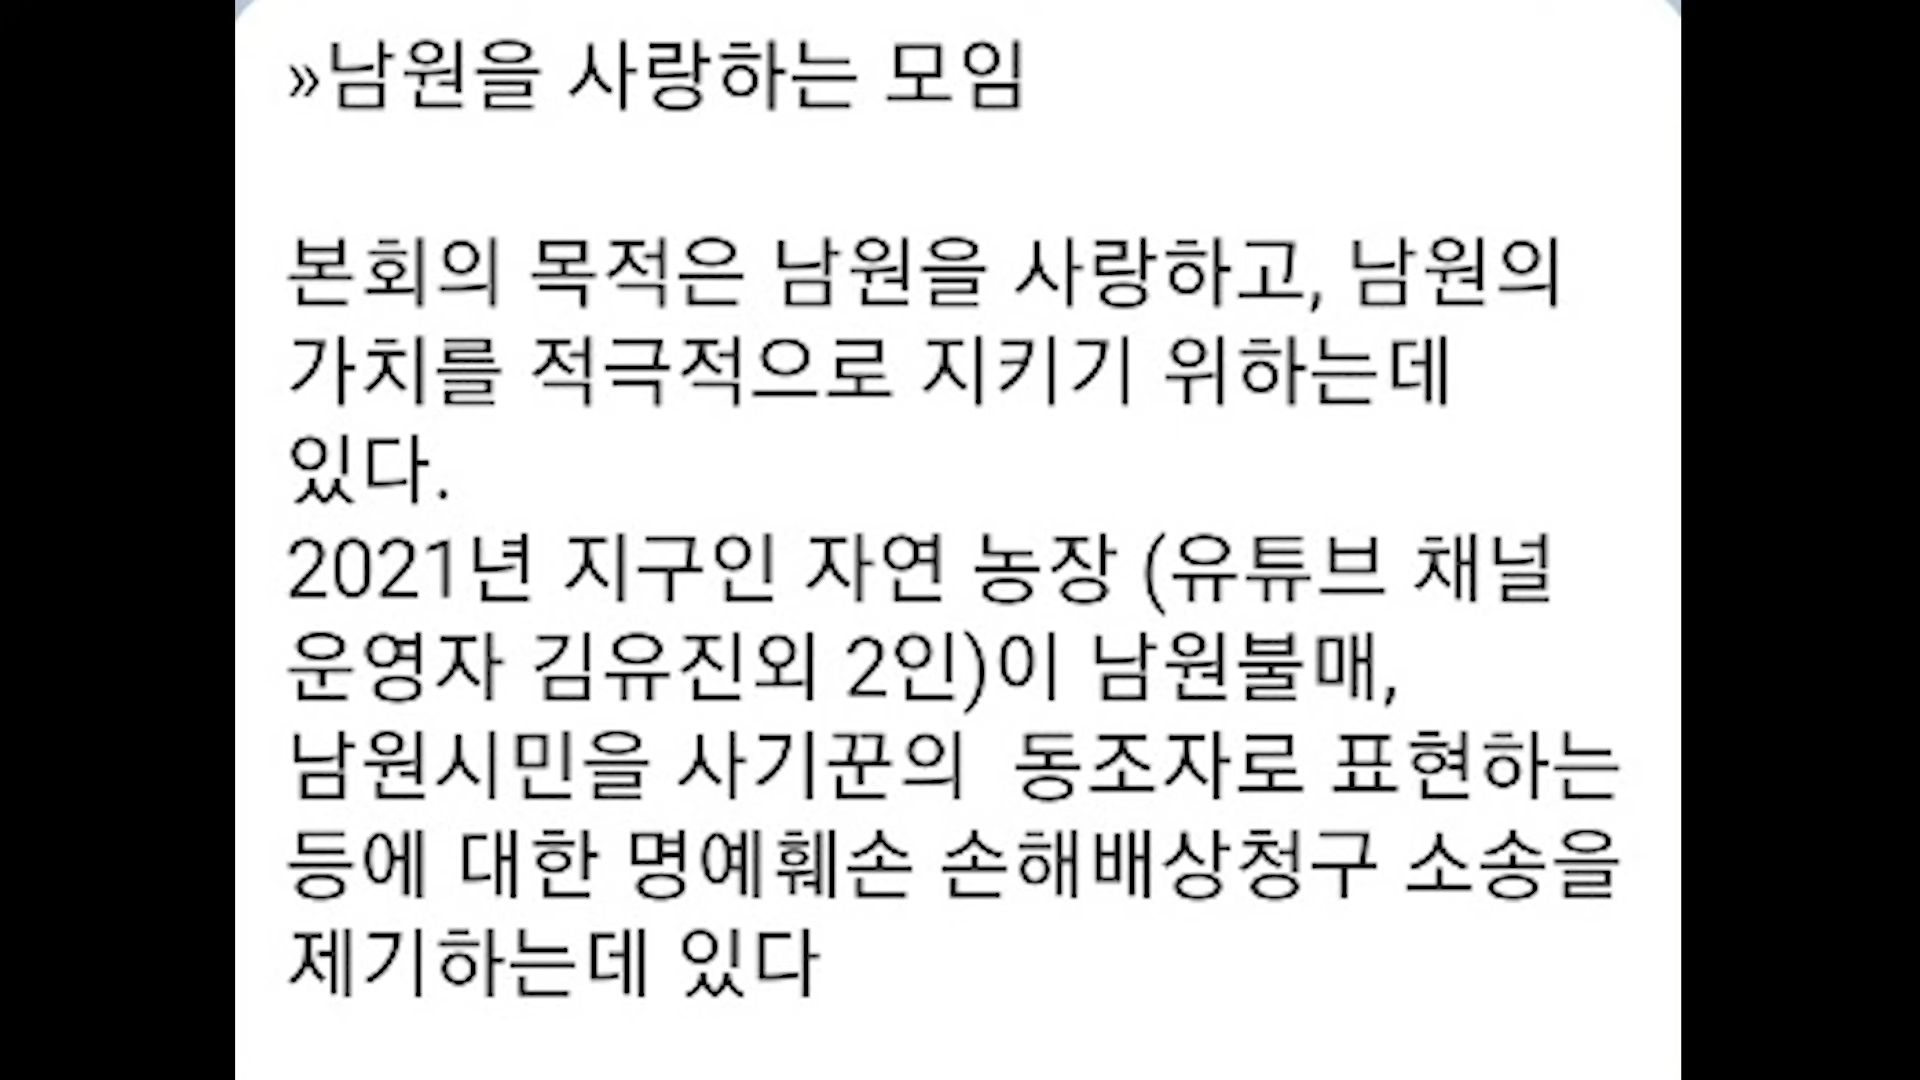 »남원을 사랑하는 모임
본회의 목적은 남원을 사랑하고, 남원의
가치를 적극적으로 지키기 위하는데
있다.
2021년 지구인 자연 농장 (유튜브 채널
운영자 김유진외 2인)이 남원불매,
남원시민을 사기꾼의  동조자로 표현하는
등에 대한 명예훼손 손해배상청구 소송을
제기하는데 있다